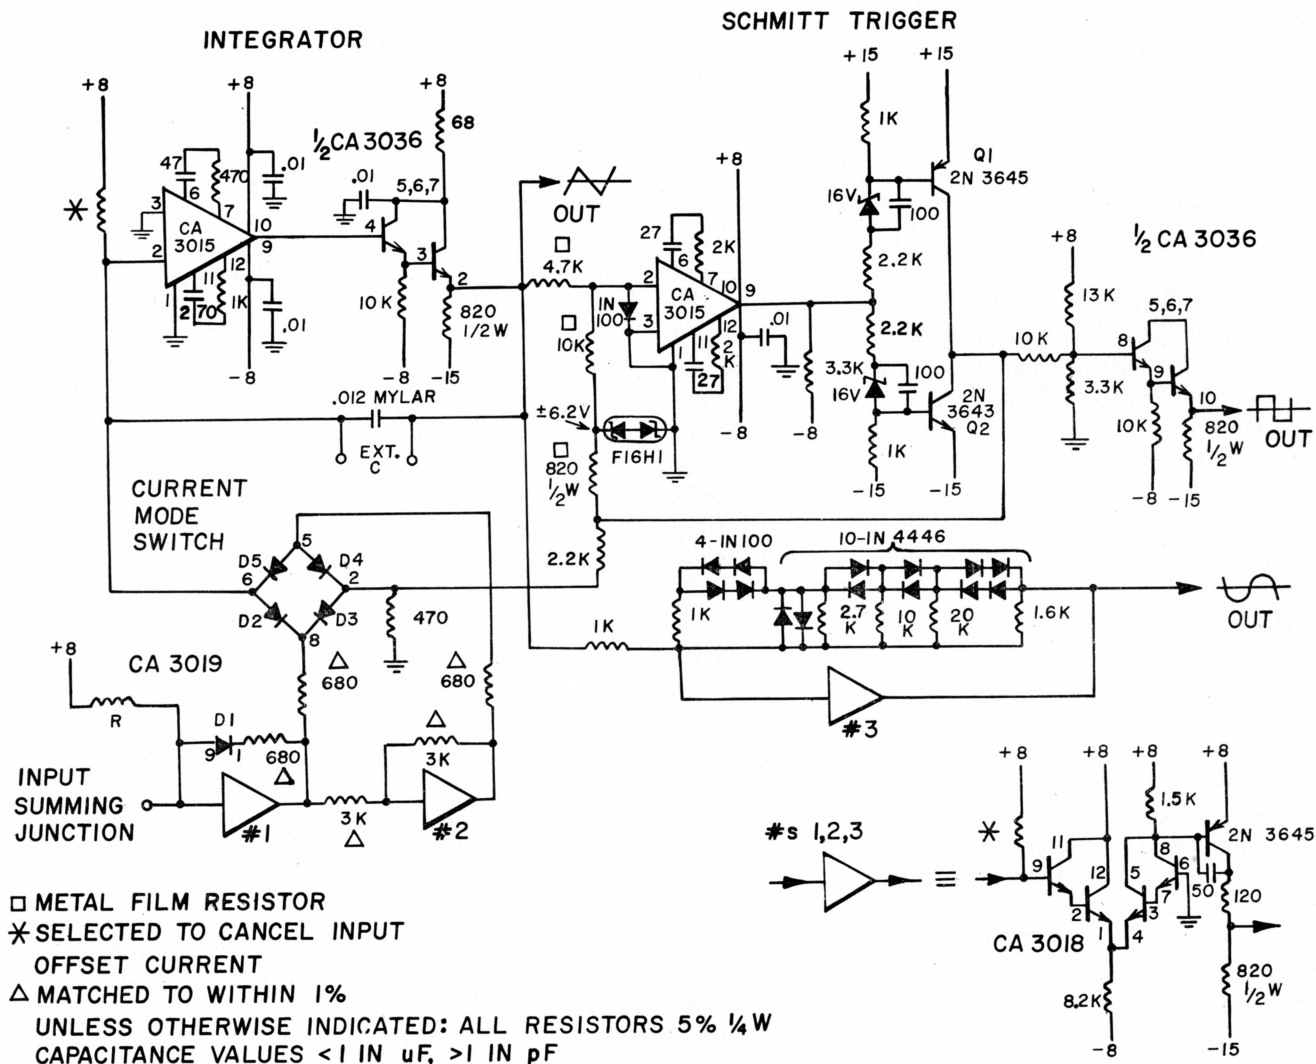 SCHMITT TRIGGER
INTEGRATOR
+8
+8
+8
68
1/2 CA 3036
47
470
.01
6
7
3
*
CA
3015
10
9
2
12
11
1
270
1K
.01
-8
.01
5,6,7
4
3
2
10K
820
1/2W
-8
-15
OUT
.012 MYLAR
EXT.
C
□
4.7K
□
10K
1N
100
±6.2V
□
820
1/2W
F16H1
2.2K
+8
27
2K
6
7
2
CA
3015
10
9
3
12
11
1
2
K
27
.01
-8
-8
+15
+15
1K
Q1
2N 3645
16V
100
2.2K
2.2K
3.3K
16V
100
2N
3643
Q2
1K
-15
-15
+8
1/2 CA 3036
13K
10K
3.3K
5,6,7
8
9
10
10K
820
1/2W
-8
-15
OUT
CURRENT
MODE
SWITCH
5
D5
D4
6
2
D2
D3
8
470
CA 3019
△
680
△
680
+8
R
D1
9
1
680
△
△
3K
INPUT
SUMMING
JUNCTION
#1
3K
△
#2
4-1N100
10-1N 4446
1K
1K
2.7
K
10
K
20
K
1.6K
OUT
#3
#s 1,2,3
≡
+8
+8
+8
+8
*
1.5K
2N 3645
11
9
12
2
1
8
5
6
7
3
4
50
120
CA 3018
8.2K
820
1/2W
-8
-15
□ METAL FILM RESISTOR
* SELECTED TO CANCEL INPUT
OFFSET CURRENT
△ MATCHED TO WITHIN 1%
UNLESS OTHERWISE INDICATED: ALL RESISTORS 5% 1/4 W
CAPACITANCE VALUES <1 IN uF, >1 IN pF